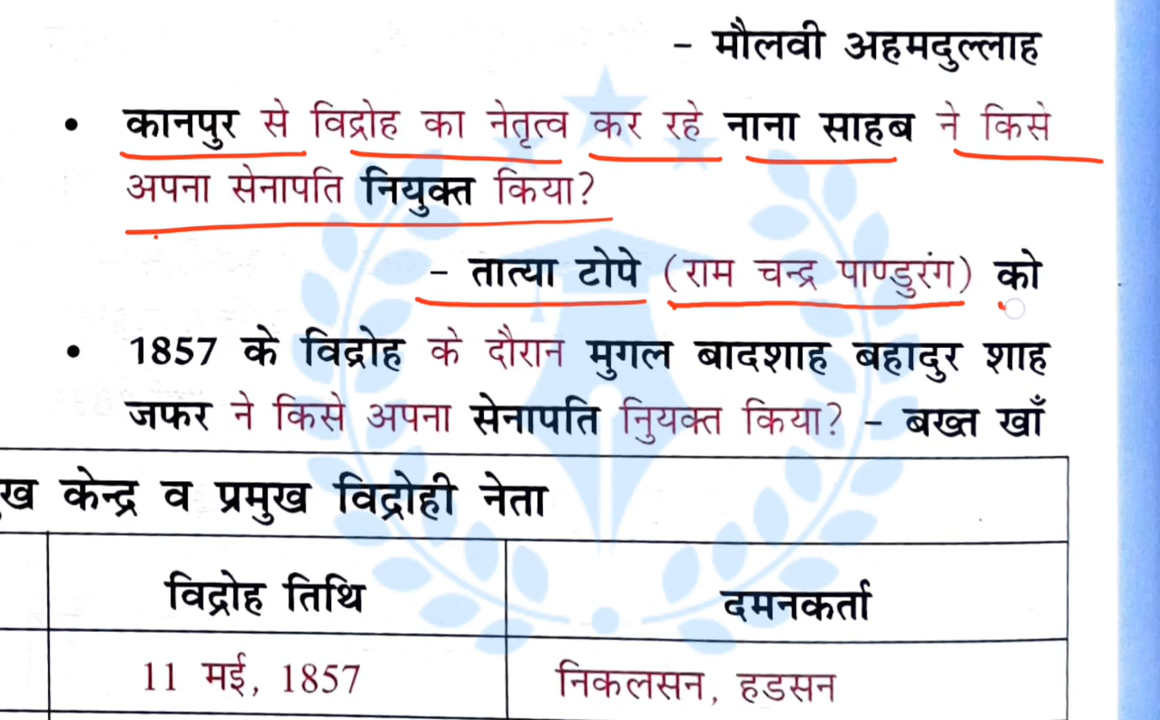 – मौलवी अहमदुल्लाह
• कानपुर से विद्रोह का नेतृत्व कर रहे नाना साहब ने किसे
अपना सेनापति नियुक्त किया?
– तात्या टोपे (राम चन्द्र पाण्डुरंग) को
• 1857 के विद्रोह के दौरान मुगल बादशाह बहादुर शाह
जफर ने किसे अपना सेनापति नियुक्त किया? – बख्त खाँ
केन्द्र व प्रमुख विद्रोही नेता
विद्रोह तिथि दमनकर्ता
11 मई, 1857 निकलसन, हडसन